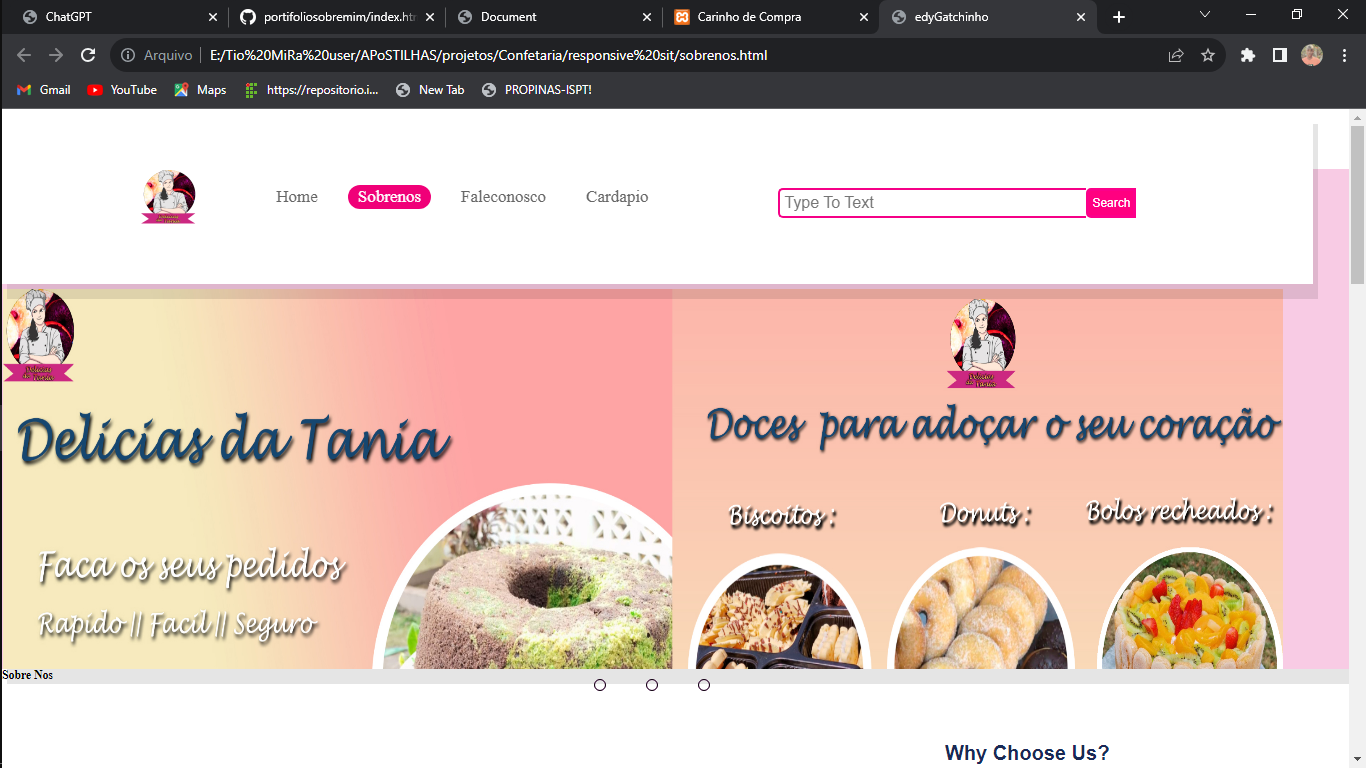 ChatGPT
portifoliosobremim/index.htm
Document
Carinho de Compra
edyGatchinho
Arquivo
E:/Tio%20MiRa%20user/APoSTILHAS/projetos/Confetaria/responsive%20sit/sobrenos.html
Gmail
YouTube
Maps
https://repositorio.i...
New Tab
PROPINAS-ISPT!
Home
Sobrenos
Faleconosco
Cardapio
Type To Text
Search
Delicias da Tania
Doces para adoçar o seu coração
Biscoitos :
Donuts :
Bolos recheados :
Faca os seus pedidos
Rapido || Facil || Seguro
Sobre Nos
Why Choose Us?